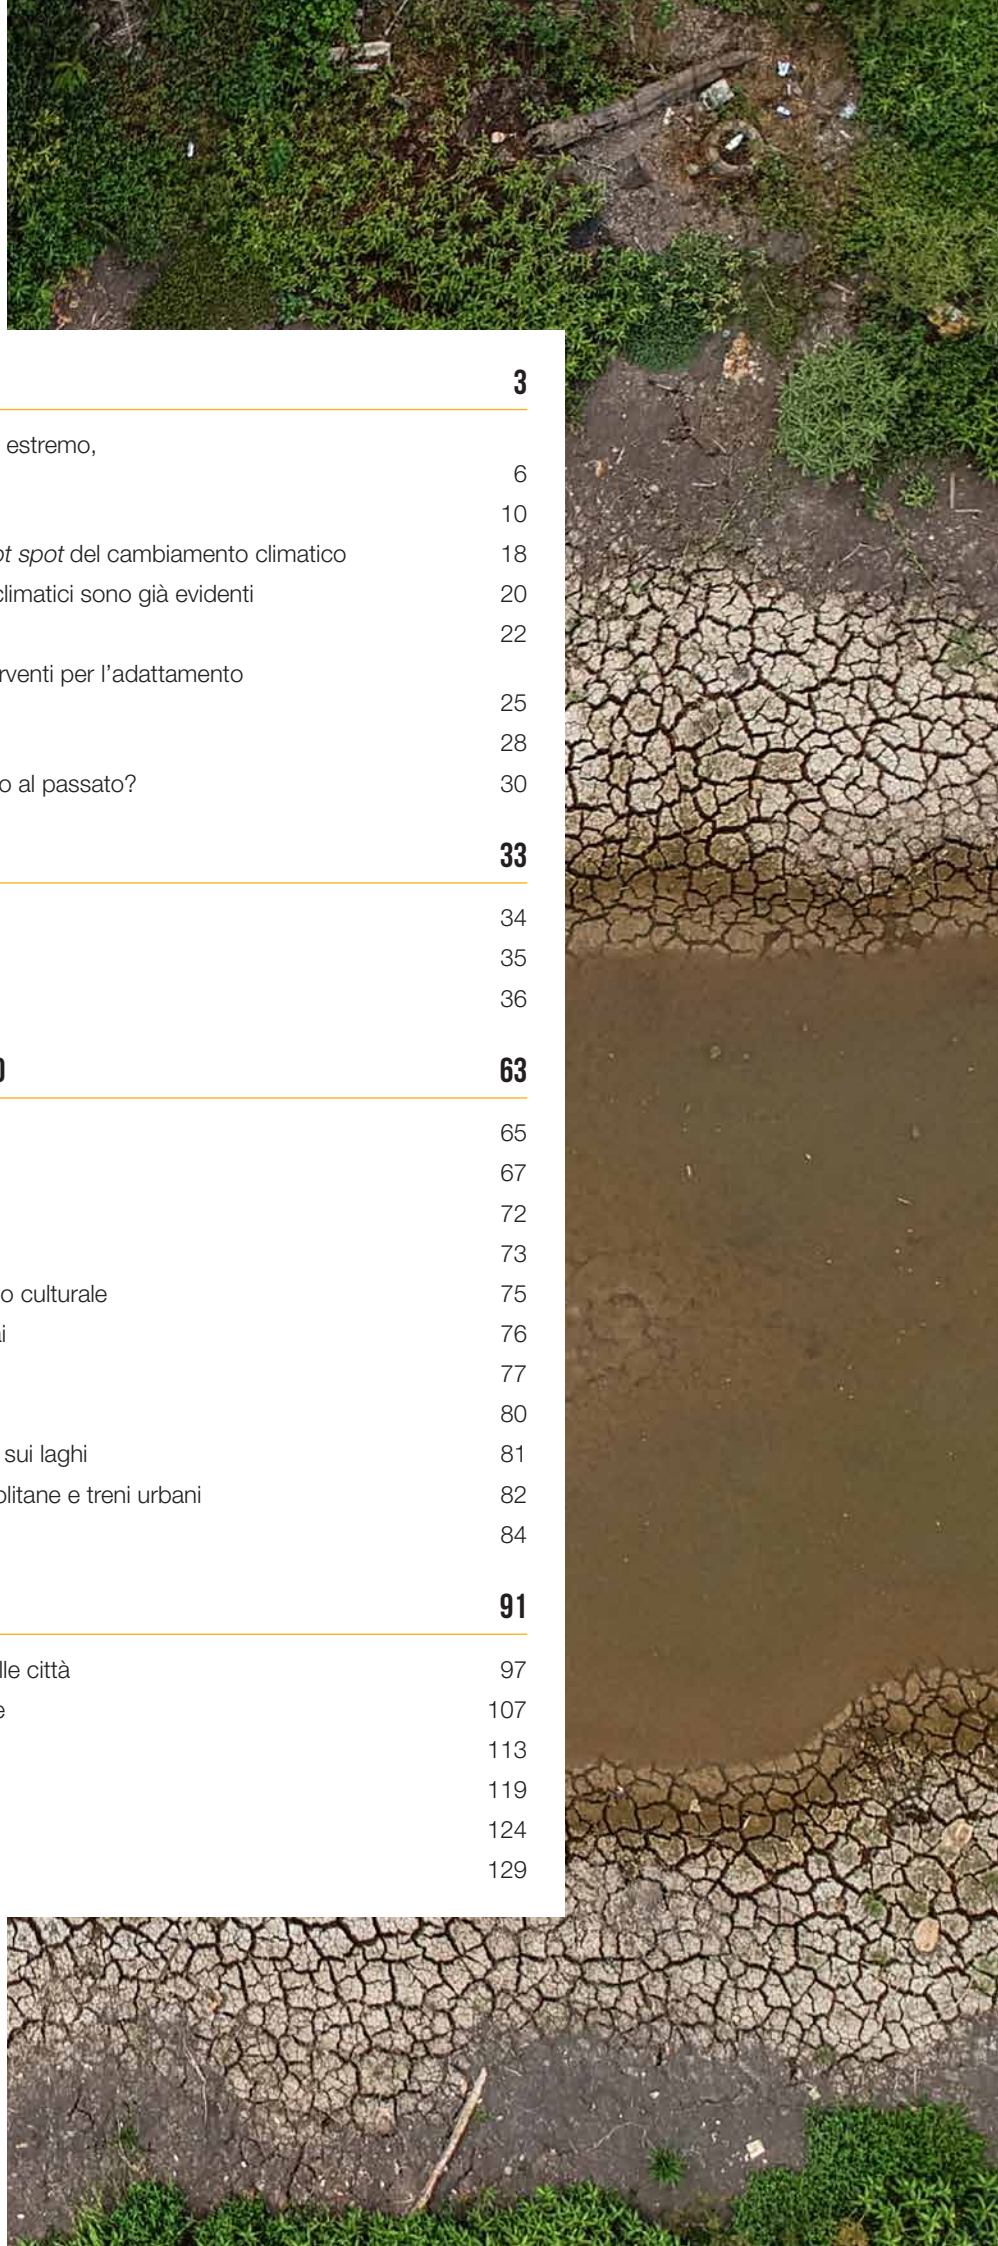 3
estremo,
6
10
ot spot del cambiamento climatico 18
climatici sono già evidenti 20
22
rventi per l'adattamento
25
28
o al passato? 30
33
34
35
36
O 63
65
67
72
73
o culturale 75
ai 76
77
80
sui laghi 81
olitane e treni urbani 82
84
91
lle città 97
e 107
113
119
124
129